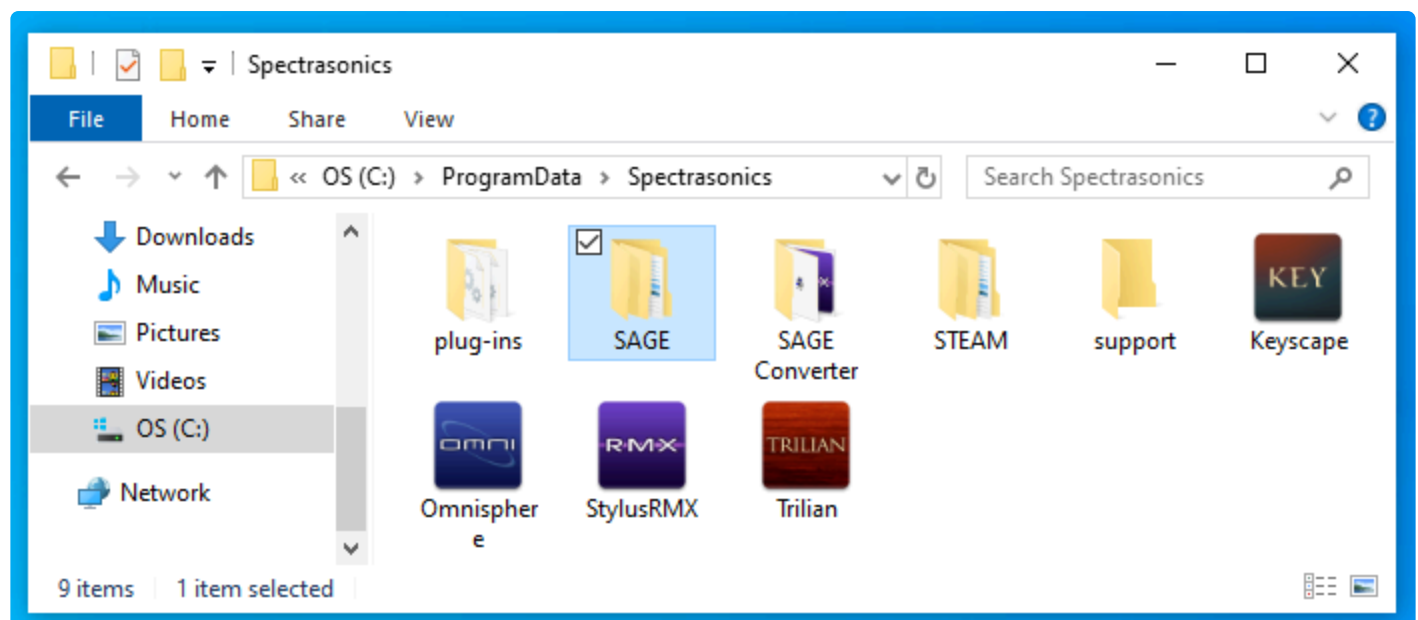 Spectrasonics
File Home Share View
« OS (C:) > ProgramData > Spectrasonics Search Spectrasonics
Downloads
Music
Pictures
Videos
OS (C:)
Network
KEY
plug-ins SAGE SAGE Converter STEAM support Keyscape
OMNI R·M·X TRILIAN
Omnispher
e
StylusRMX Trilian
9 items 1 item selected